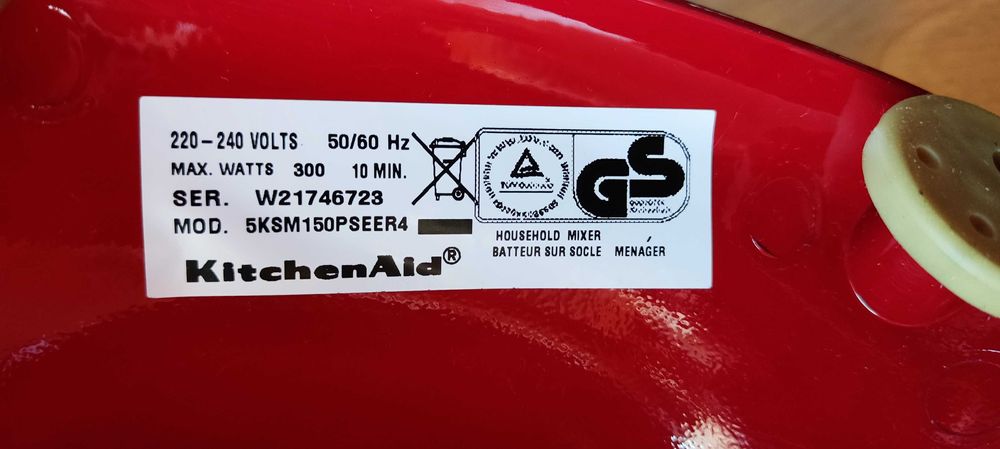 220-240 VOLTS 50/60 Hz
MAX. WATTS 300 10 MIN.
SER. W21746723
MOD. 5KSM150PSEER4
KitchenAid®
GS
HOUSEHOLD MIXER
BATTEUR SUR SOCLE MENÁGER